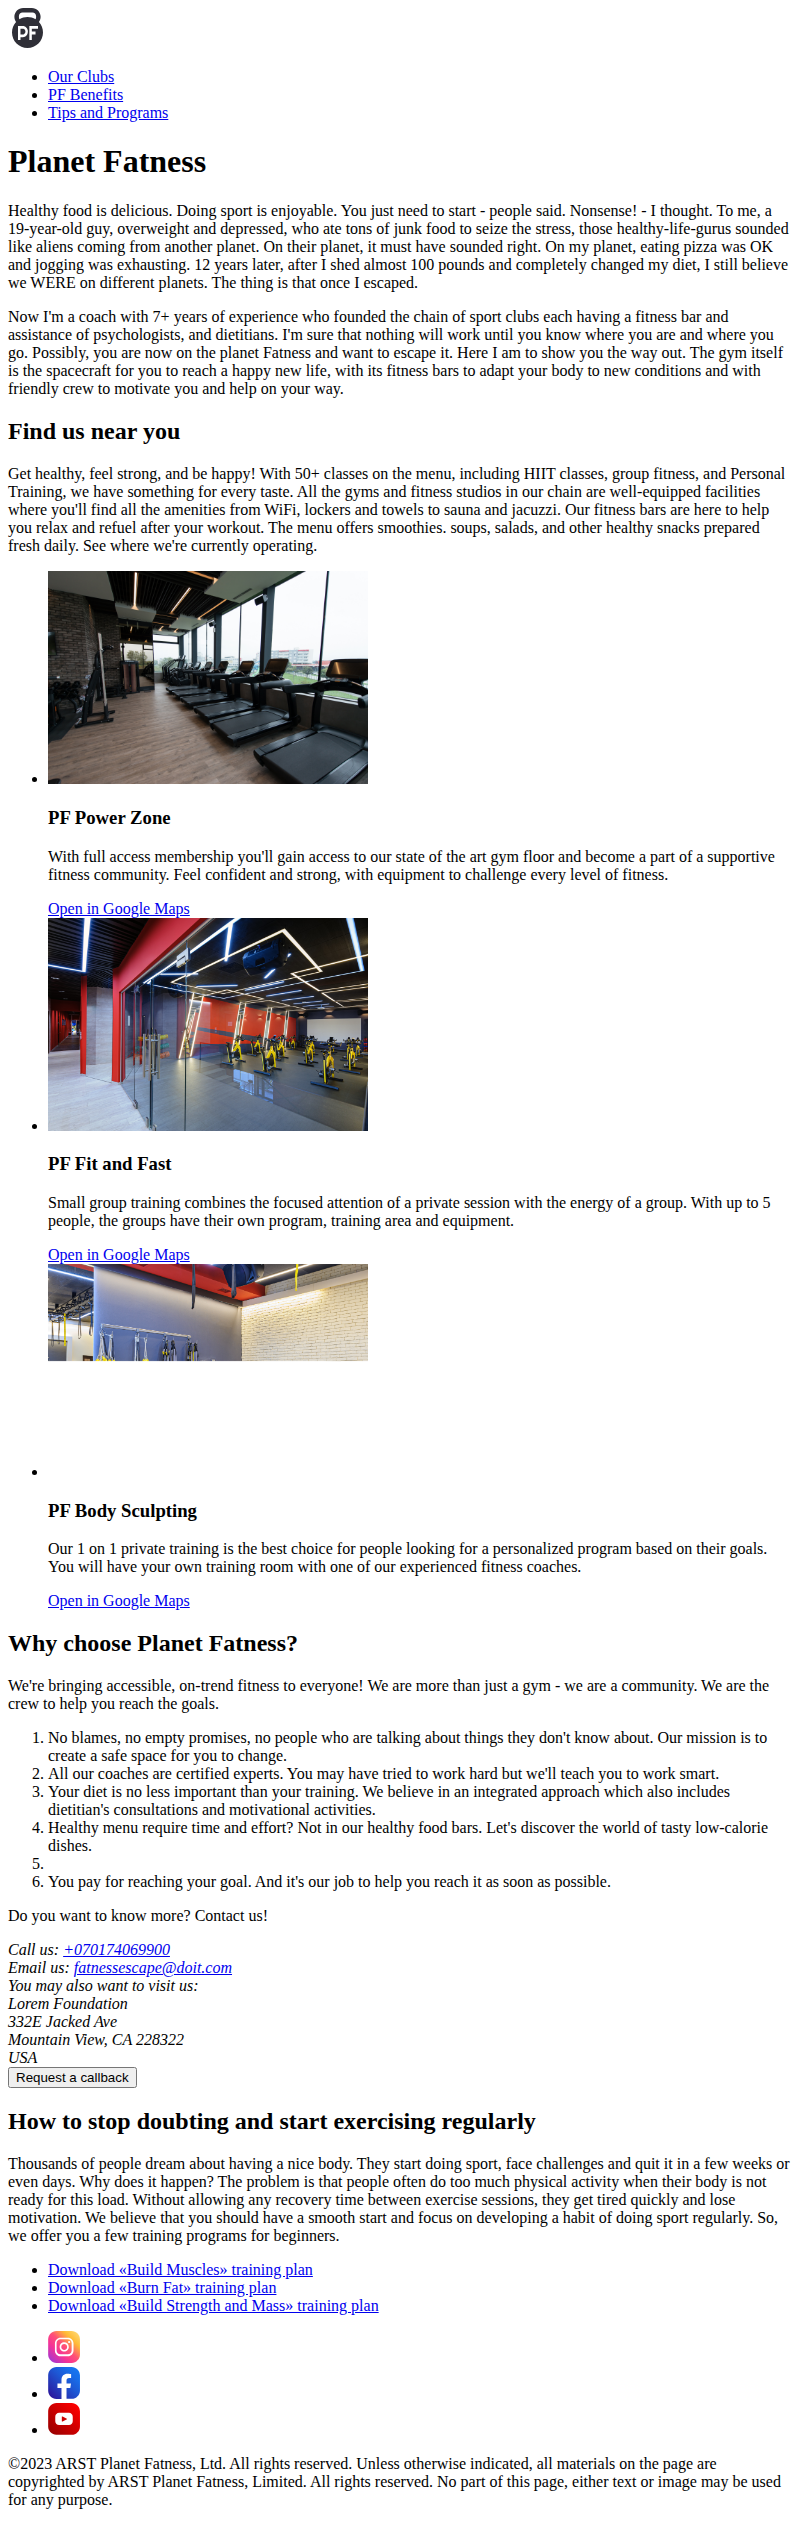 PF
Our Clubs
PF Benefits
Tips and Programs
Planet Fatness
Healthy food is delicious. Doing sport is enjoyable. You just need to start - people said. Nonsense! - I thought. To me, a
19-year-old guy, overweight and depressed, who ate tons of junk food to seize the stress, those healthy-life-gurus sounded
like aliens coming from another planet. On their planet, it must have sounded right. On my planet, eating pizza was OK
and jogging was exhausting. 12 years later, after I shed almost 100 pounds and completely changed my diet, I still believe
we WERE on different planets. The thing is that once I escaped.
Now I'm a coach with 7+ years of experience who founded the chain of sport clubs each having a fitness bar and
assistance of psychologists, and dietitians. I'm sure that nothing will work until you know where you are and where you
go. Possibly, you are now on the planet Fatness and want to escape it. Here I am to show you the way out. The gym itself
is the spacecraft for you to reach a happy new life, with its fitness bars to adapt your body to new conditions and with
friendly crew to motivate you and help on your way.
Find us near you
Get healthy, feel strong, and be happy! With 50+ classes on the menu, including HIIT classes, group fitness, and Personal
Training, we have something for every taste. All the gyms and fitness studios in our chain are well-equipped facilities
where you'll find all the amenities from WiFi, lockers and towels to sauna and jacuzzi. Our fitness bars are here to help
you relax and refuel after your workout. The menu offers smoothies. soups, salads, and other healthy snacks prepared
fresh daily. See where we're currently operating.
PF Power Zone
With full access membership you'll gain access to our state of the art gym floor and become a part of a supportive
fitness community. Feel confident and strong, with equipment to challenge every level of fitness.
Open in Google Maps
PF Fit and Fast
Small group training combines the focused attention of a private session with the energy of a group. With up to 5
people, the groups have their own program, training area and equipment.
Open in Google Maps
PF Body Sculpting
Our 1 on 1 private training is the best choice for people looking for a personalized program based on their goals.
You will have your own training room with one of our experienced fitness coaches.
Open in Google Maps
Why choose Planet Fatness?
We're bringing accessible, on-trend fitness to everyone! We are more than just a gym - we are a community. We are the
crew to help you reach the goals.
1. No blames, no empty promises, no people who are talking about things they don't know about. Our mission is to
create a safe space for you to change.
2. All our coaches are certified experts. You may have tried to work hard but we'll teach you to work smart.
3. Your diet is no less important than your training. We believe in an integrated approach which also includes
dietitian's consultations and motivational activities.
4. Healthy menu require time and effort? Not in our healthy food bars. Let's discover the world of tasty low-calorie
dishes.
5.
6. You pay for reaching your goal. And it's our job to help you reach it as soon as possible.
Do you want to know more? Contact us!
Call us: +070174069900
Email us: fatnessescape@doit.com
You may also want to visit us:
Lorem Foundation
332E Jacked Ave
Mountain View, CA 228322
USA
Request a callback
How to stop doubting and start exercising regularly
Thousands of people dream about having a nice body. They start doing sport, face challenges and quit it in a few weeks or
even days. Why does it happen? The problem is that people often do too much physical activity when their body is not
ready for this load. Without allowing any recovery time between exercise sessions, they get tired quickly and lose
motivation. We believe that you should have a smooth start and focus on developing a habit of doing sport regularly. So,
we offer you a few training programs for beginners.
Download «Build Muscles» training plan
Download «Burn Fat» training plan
Download «Build Strength and Mass» training plan
©2023 ARST Planet Fatness, Ltd. All rights reserved. Unless otherwise indicated, all materials on the page are
copyrighted by ARST Planet Fatness, Limited. All rights reserved. No part of this page, either text or image may be used
for any purpose.